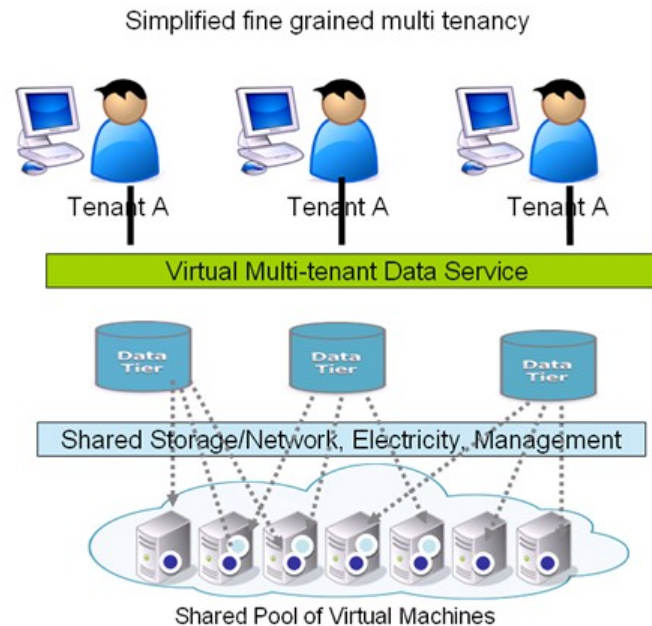 Simplified fine grained multi tenancy
Tenant A
Tenant A
Tenant A
Virtual Multi-tenant Data Service
Data
Tier
Data
Tier
Data
Tier
Shared Storage/Network, Electricity, Management
Shared Pool of Virtual Machines